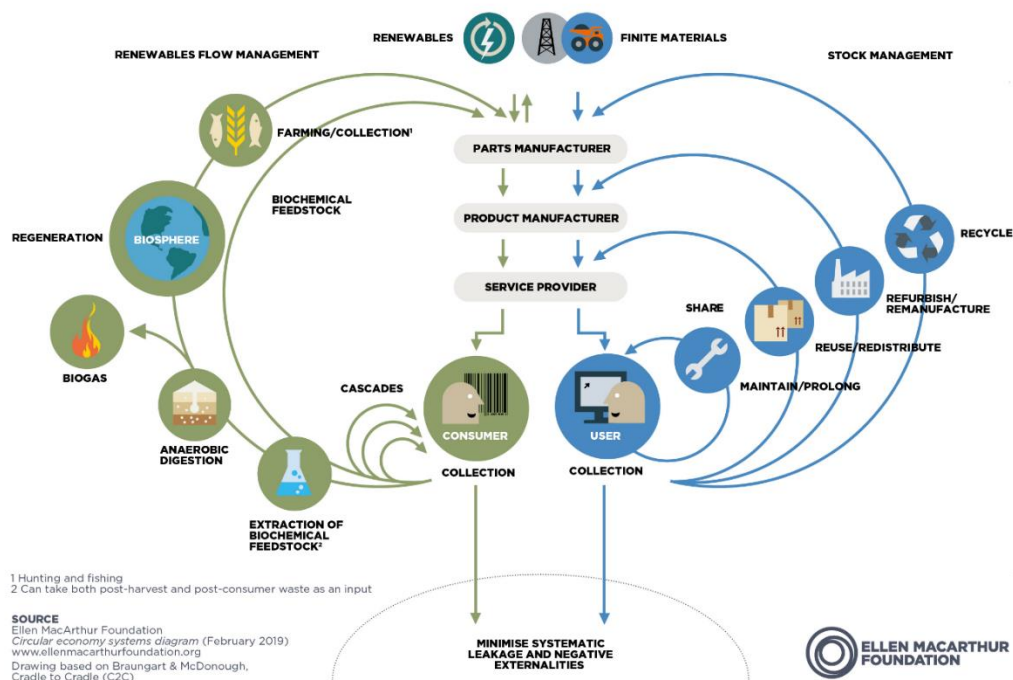 RENEWABLES
FINITE MATERIALS
RENEWABLES FLOW MANAGEMENT
STOCK MANAGEMENT
FARMING/COLLECTION¹
PARTS MANUFACTURER
BIOCHEMICAL
FEEDSTOCK
PRODUCT MANUFACTURER
REGENERATION
BIOSPHERE
RECYCLE
SERVICE PROVIDER
SHARE
REFURBISH/
REMANUFACTURE
REUSE/REDISTRIBUTE
BIOGAS
CASCADES
MAINTAIN/PROLONG
CONSUMER
USER
ANAEROBIC
DIGESTION
COLLECTION
COLLECTION
EXTRACTION OF
BIOCHEMICAL
FEEDSTOCK²
1 Hunting and fishing
2 Can take both post-harvest and post-consumer waste as an input
SOURCE
Ellen MacArthur Foundation
Circular economy systems diagram (February 2019)
www.ellenmacarthurfoundation.org
Drawing based on Braungart & McDonough,
Cradle to Cradle (C2C)
MINIMISE SYSTEMATIC
LEAKAGE AND NEGATIVE
EXTERNALITIES
ELLEN MACARTHUR
FOUNDATION